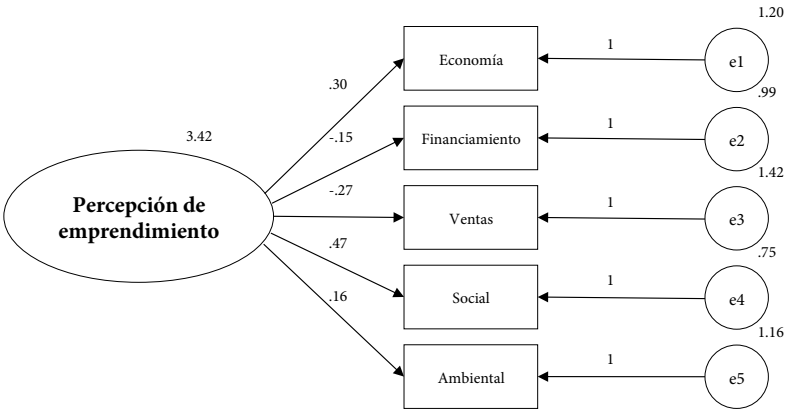 1.20
Economía
1
e1
.30
.99
3.42
-.15
Financiamiento
1
e2
1.42
Percepción de
emprendimiento
-.27
Ventas
1
e3
.47
.75
Social
1
e4
.16
1.16
Ambiental
1
e5